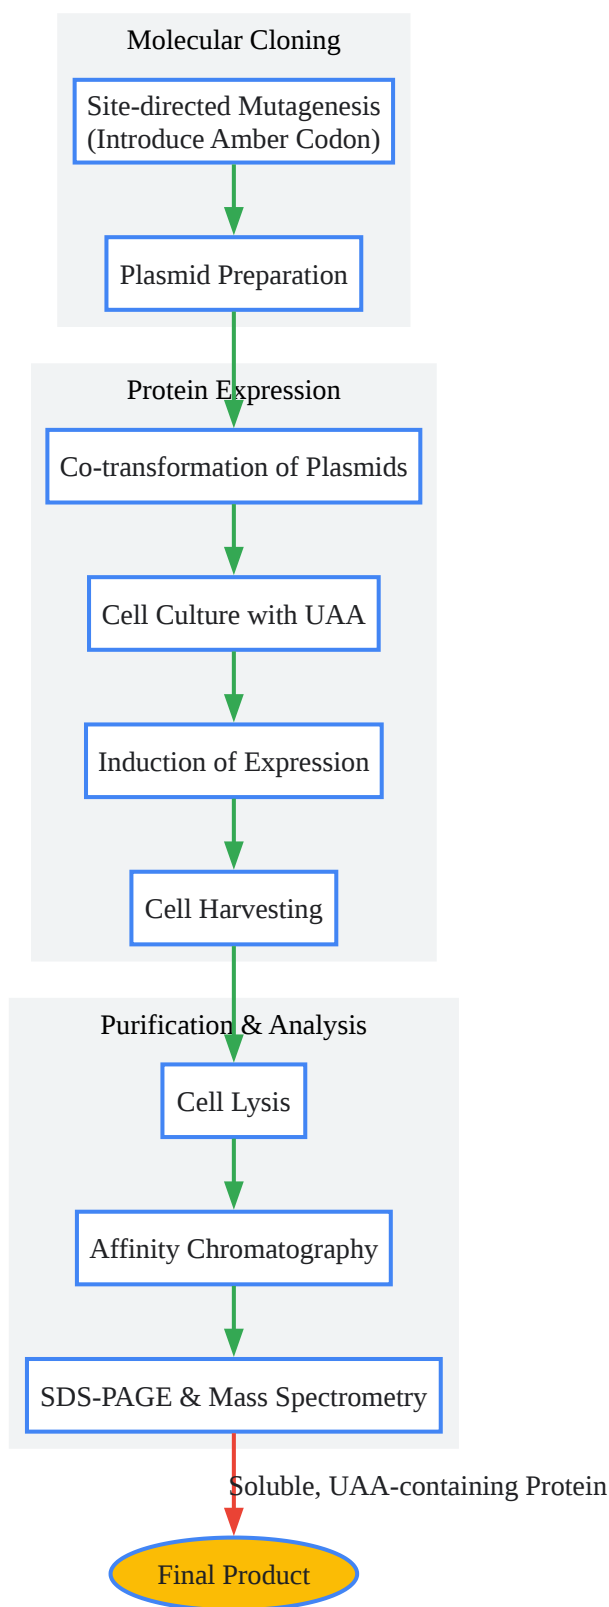 Molecular Cloning
Site-directed Mutagenesis
(Introduce Amber Codon)
Plasmid Preparation
Protein Expression
Co-transformation of Plasmids
Cell Culture with UAA
Induction of Expression
Cell Harvesting
Purification & Analysis
Cell Lysis
Affinity Chromatography
SDS-PAGE & Mass Spectrometry
Soluble, UAA-containing Protein
Final Product